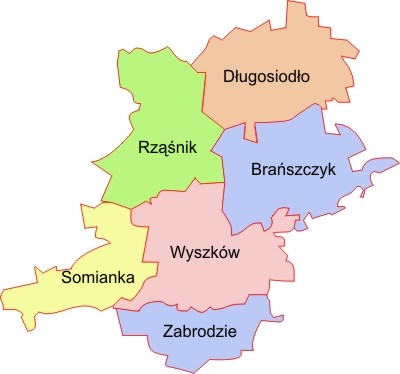 Długosiodło
Rząśnik
Brańszczyk
Wyszków
Somianka
Zabrodzie